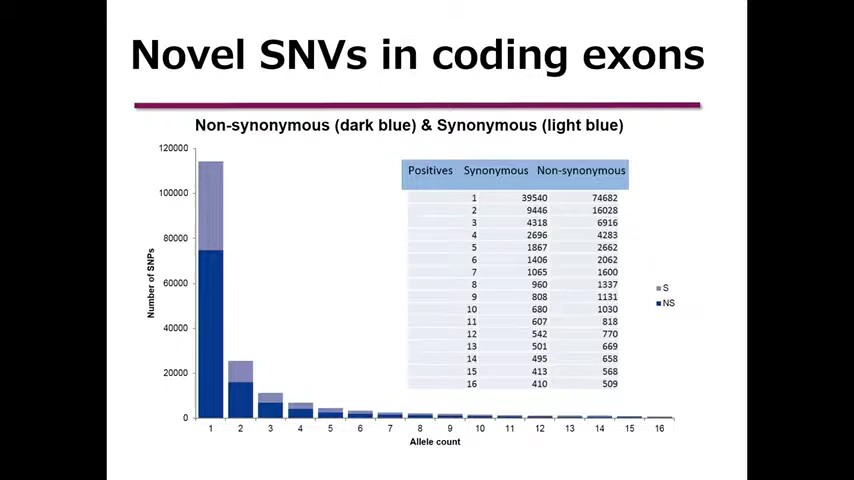 Novel SNVs in coding exons
Non-synonymous (dark blue) & Synonymous (light blue)
120000
100000
80000
60000
40000
20000
0
Number of SNPs
1 2 3 4 5 6 7 8 9 10 11 12 13 14 15 16
Allele count
Positives Synonymous Non-synonymous
1 39540 74682
2 9446 16028
3 4318 6916
4 2696 4283
5 1867 2662
6 1406 2062
7 1065 1600
8 960 1337
9 808 1131
10 680 1030
11 607 818
12 542 770
13 501 669
14 495 658
15 413 568
16 410 509
S
NS